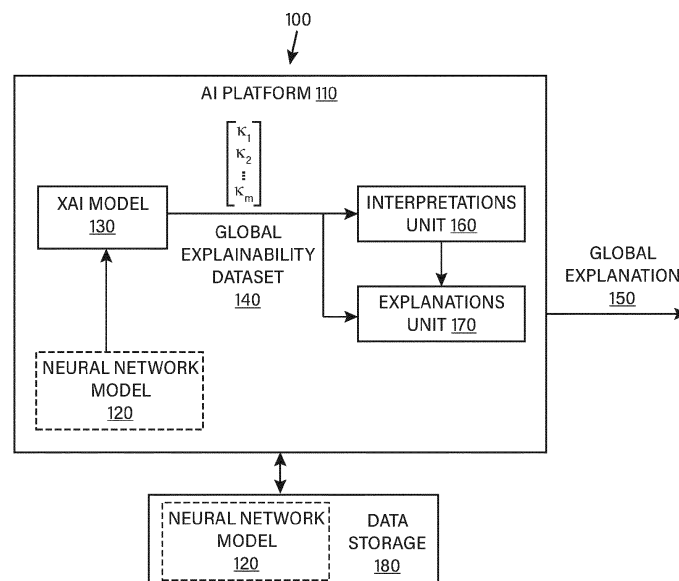 100
AI PLATFORM 110
κ1
κ2
⋮
κm
XAI MODEL
130
GLOBAL
EXPLAINABILITY
DATASET
140
INTERPRETATIONS
UNIT 160
EXPLANATIONS
UNIT 170
GLOBAL
EXPLANATION
150
NEURAL NETWORK
MODEL
120
NEURAL NETWORK
MODEL
120
DATA
STORAGE
180